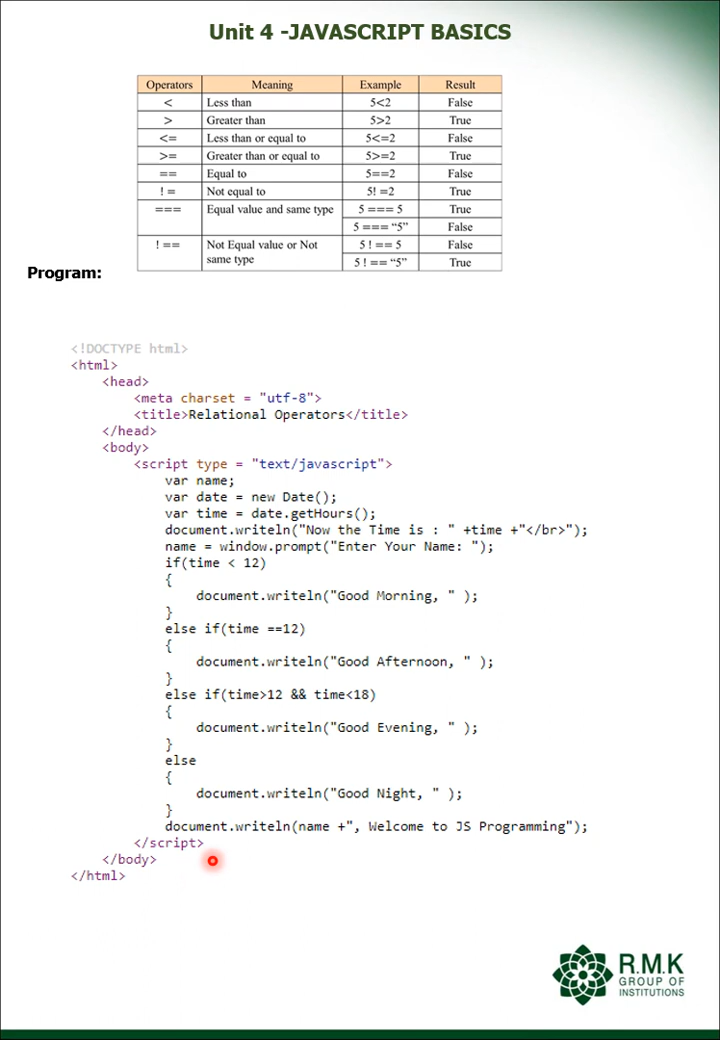 Unit 4 -JAVASCRIPT BASICS
Operators Meaning Example Result
< Less than 5<2 False
> Greater than 5>2 True
<= Less than or equal to 5<=2 False
>= Greater than or equal to 5>=2 True
== Equal to 5==2 False
! = Not equal to 5! =2 True
=== Equal value and same type 5 === 5 True
5 === “5” False
! == Not Equal value or Not 5 ! == 5 False
same type 5 ! == “5” True
Program:
<!DOCTYPE html>
<html>
<head>
<meta charset = "utf-8">
<title>Relational Operators</title>
</head>
<body>
<script type = "text/javascript">
var name;
var date = new Date();
var time = date.getHours();
document.writeln("Now the Time is : " +time +"</br>");
name = window.prompt("Enter Your Name: ");
if(time < 12)
{
document.writeln("Good Morning, " );
}
else if(time ==12)
{
document.writeln("Good Afternoon, " );
}
else if(time>12 && time<18)
{
document.writeln("Good Evening, " );
}
else
{
document.writeln("Good Night, " );
}
document.writeln(name +", Welcome to JS Programming");
</script>
</body>
</html>
R.M.K
GROUP OF
INSTITUTIONS